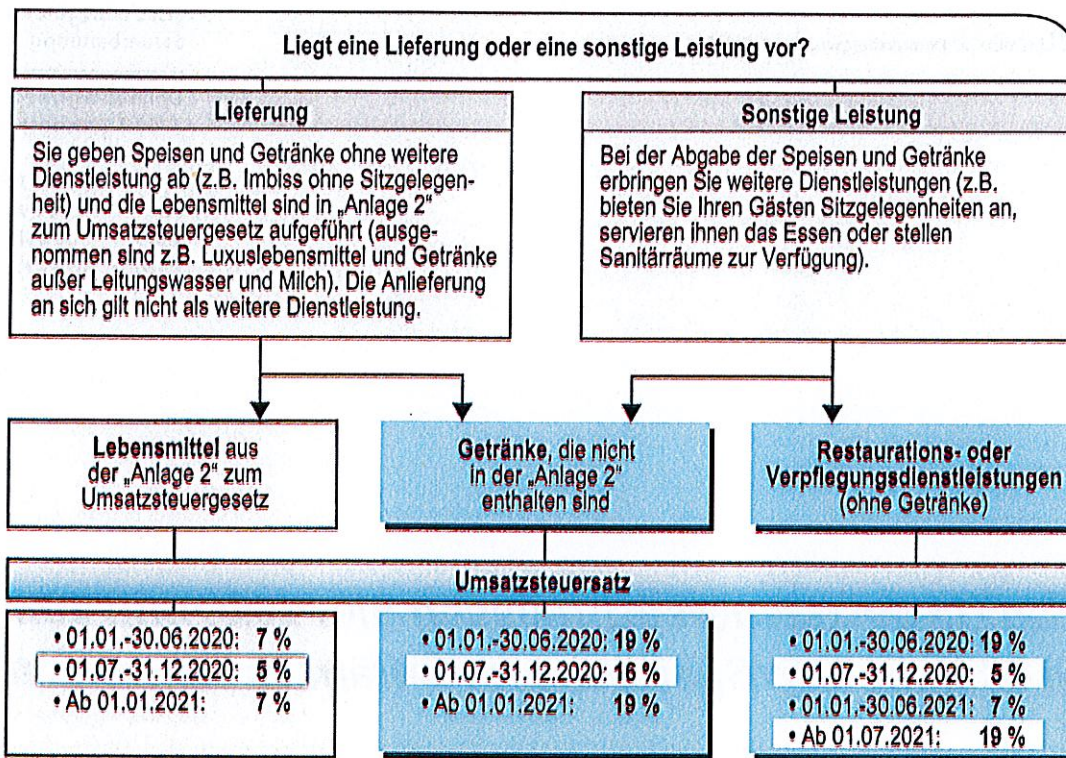 Liegt eine Lieferung oder eine sonstige Leistung vor?
Lieferung
Sie geben Speisen und Getränke ohne weitere
Dienstleistung ab (z.B. Imbiss ohne Sitzgelegen-
heit) und die Lebensmittel sind in „Anlage 2“
zum Umsatzsteuergesetz aufgeführt (ausge-
nommen sind z.B. Luxuslebensmittel und Getränke
außer Leitungswasser und Milch). Die Anlieferung
an sich gilt nicht als weitere Dienstleistung.
Sonstige Leistung
Bei der Abgabe der Speisen und Getränke
erbringen Sie weitere Dienstleistungen (z.B.
bieten Sie Ihren Gästen Sitzgelegenheiten an,
servieren ihnen das Essen oder stellen
Sanitärräume zur Verfügung).
Lebensmittel aus
der „Anlage 2“ zum
Umsatzsteuergesetz
Getränke, die nicht
in der „Anlage 2“
enthalten sind
Restaurations- oder
Verpflegungsdienstleistungen
(ohne Getränke)
Umsatzsteuersatz
• 01.01.-30.06.2020: 7 %
• 01.07.-31.12.2020: 5 %
• Ab 01.01.2021: 7 %
• 01.01.-30.06.2020: 19 %
• 01.07.-31.12.2020: 16 %
• Ab 01.01.2021: 19 %
• 01.01.-30.06.2020: 19 %
• 01.07.-31.12.2020: 5 %
• 01.01.-30.06.2021: 7 %
• Ab 01.07.2021: 19 %